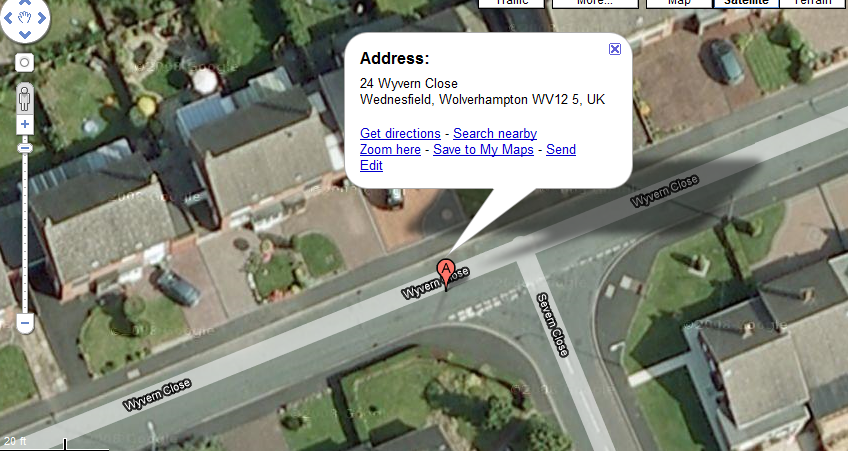 Traffic
More...
Map
Satellite
Terrain
Address:
24 Wyvern Close
Wednesfield, Wolverhampton WV12 5, UK
Get directions - Search nearby
Zoom here - Save to My Maps - Send
Edit
Wyvern Close
A
Wyvern Close
Severn Close
Wyvern Close
20 ft